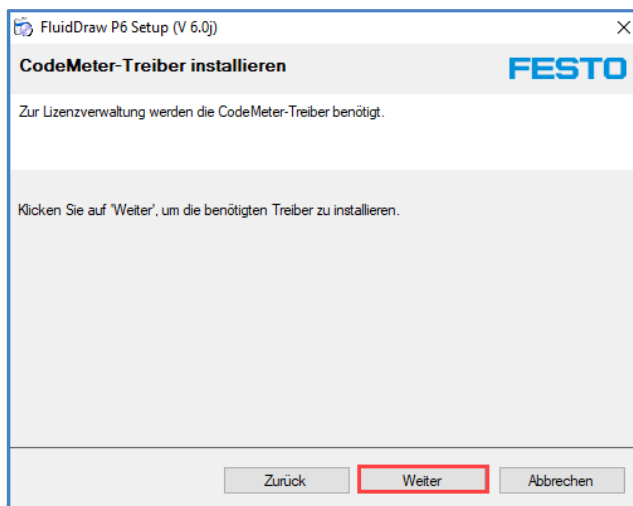 FluidDraw P6 Setup (V 6.0j)
CodeMeter-Treiber installieren
FESTO
Zur Lizenzverwaltung werden die CodeMeter-Treiber benötigt.
Klicken Sie auf 'Weiter', um die benötigten Treiber zu installieren.
Zurück Weiter Abbrechen